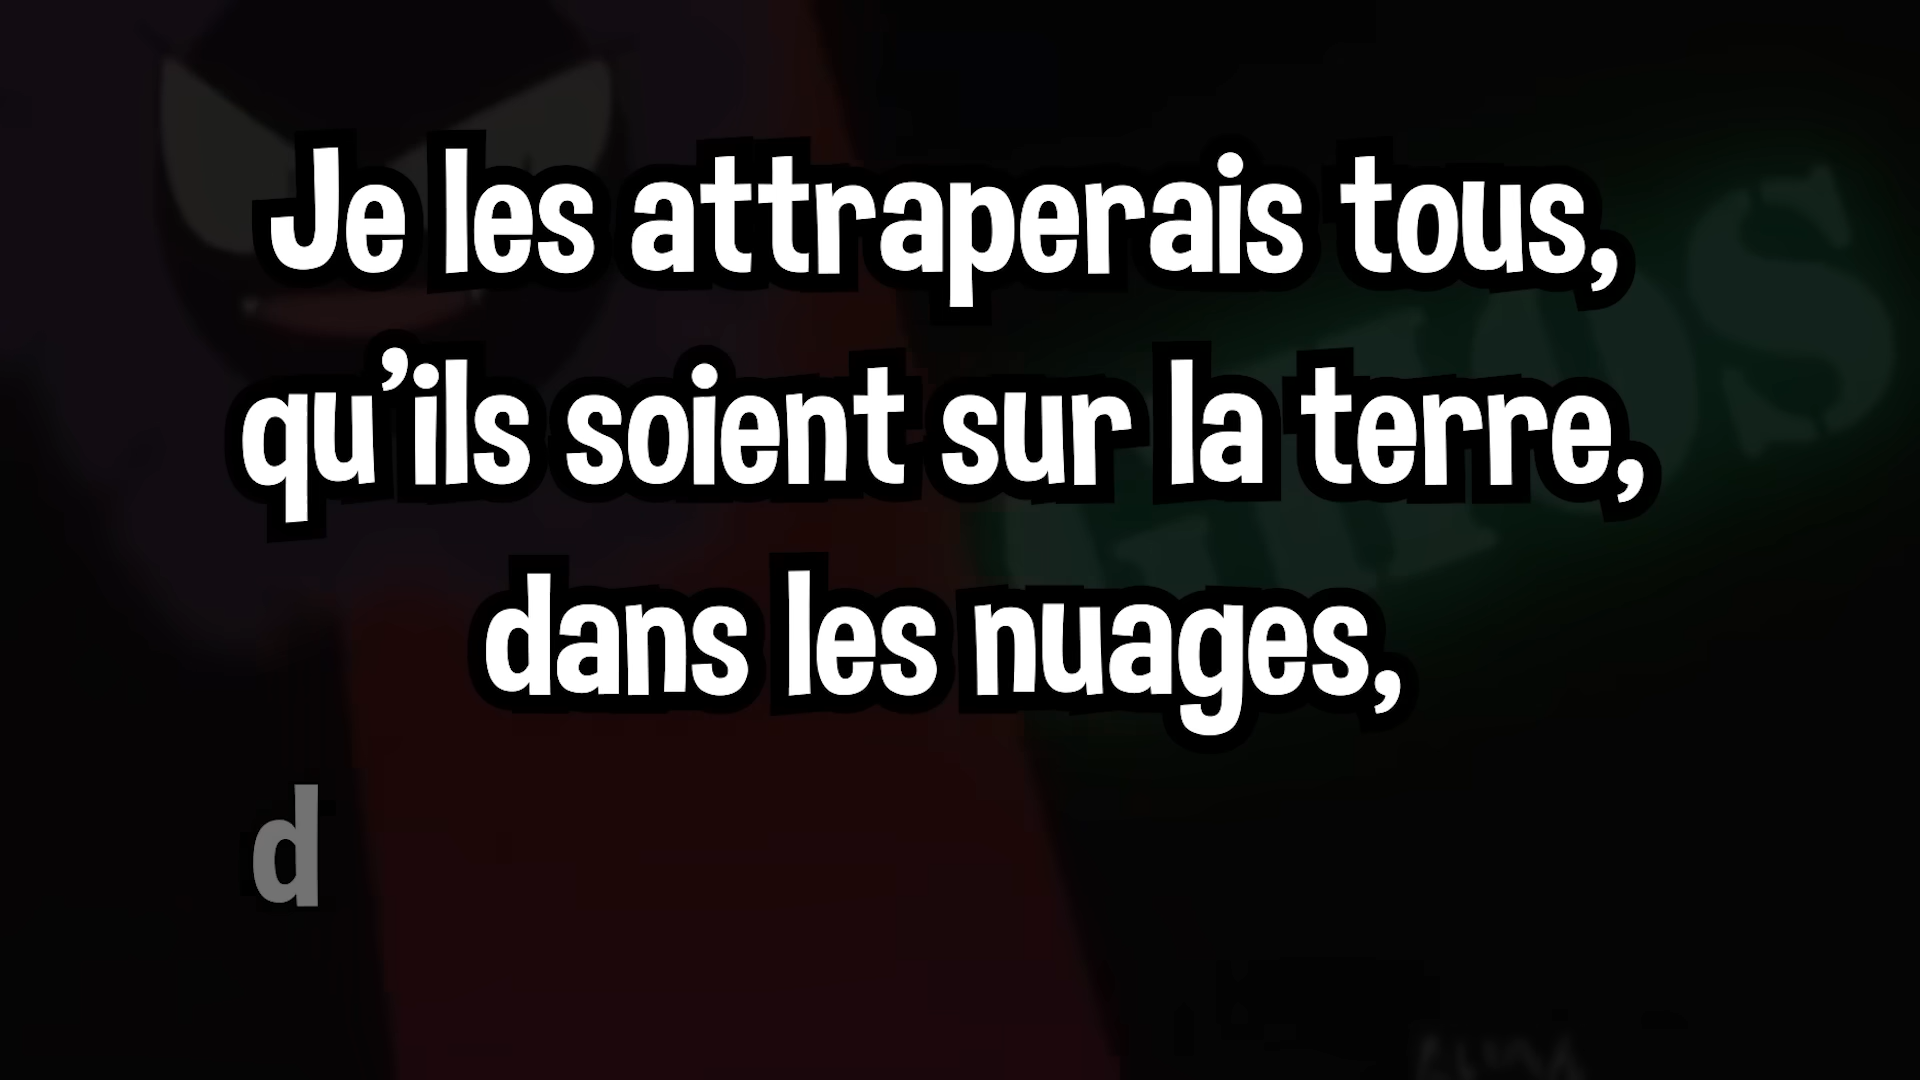 Je les attraperais tous,
qu’ils soient sur la terre,
dans les nuages,
d